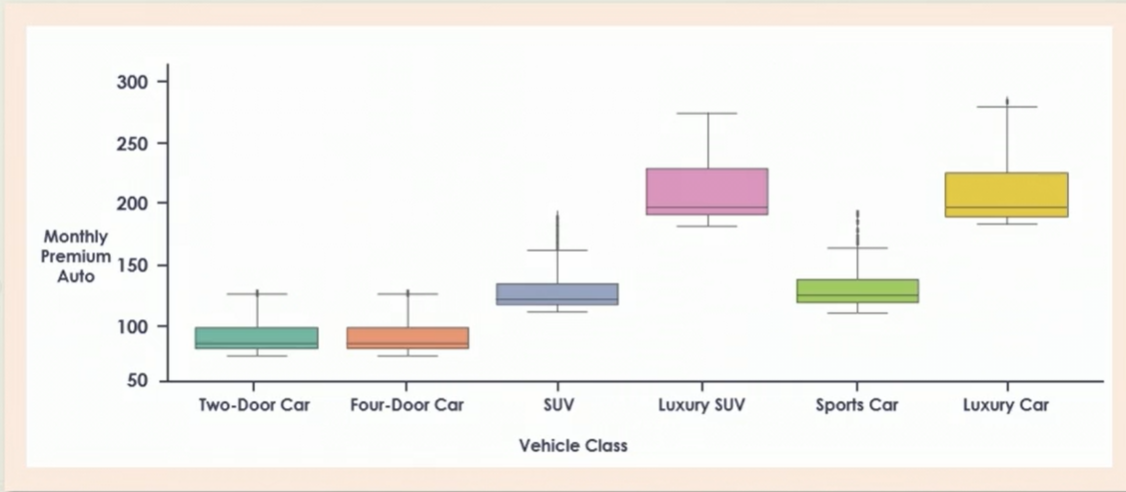 300
250
200
150
100
50
Monthly
Premium
Auto
Two-Door Car
Four-Door Car
SUV
Luxury SUV
Sports Car
Luxury Car
Vehicle Class